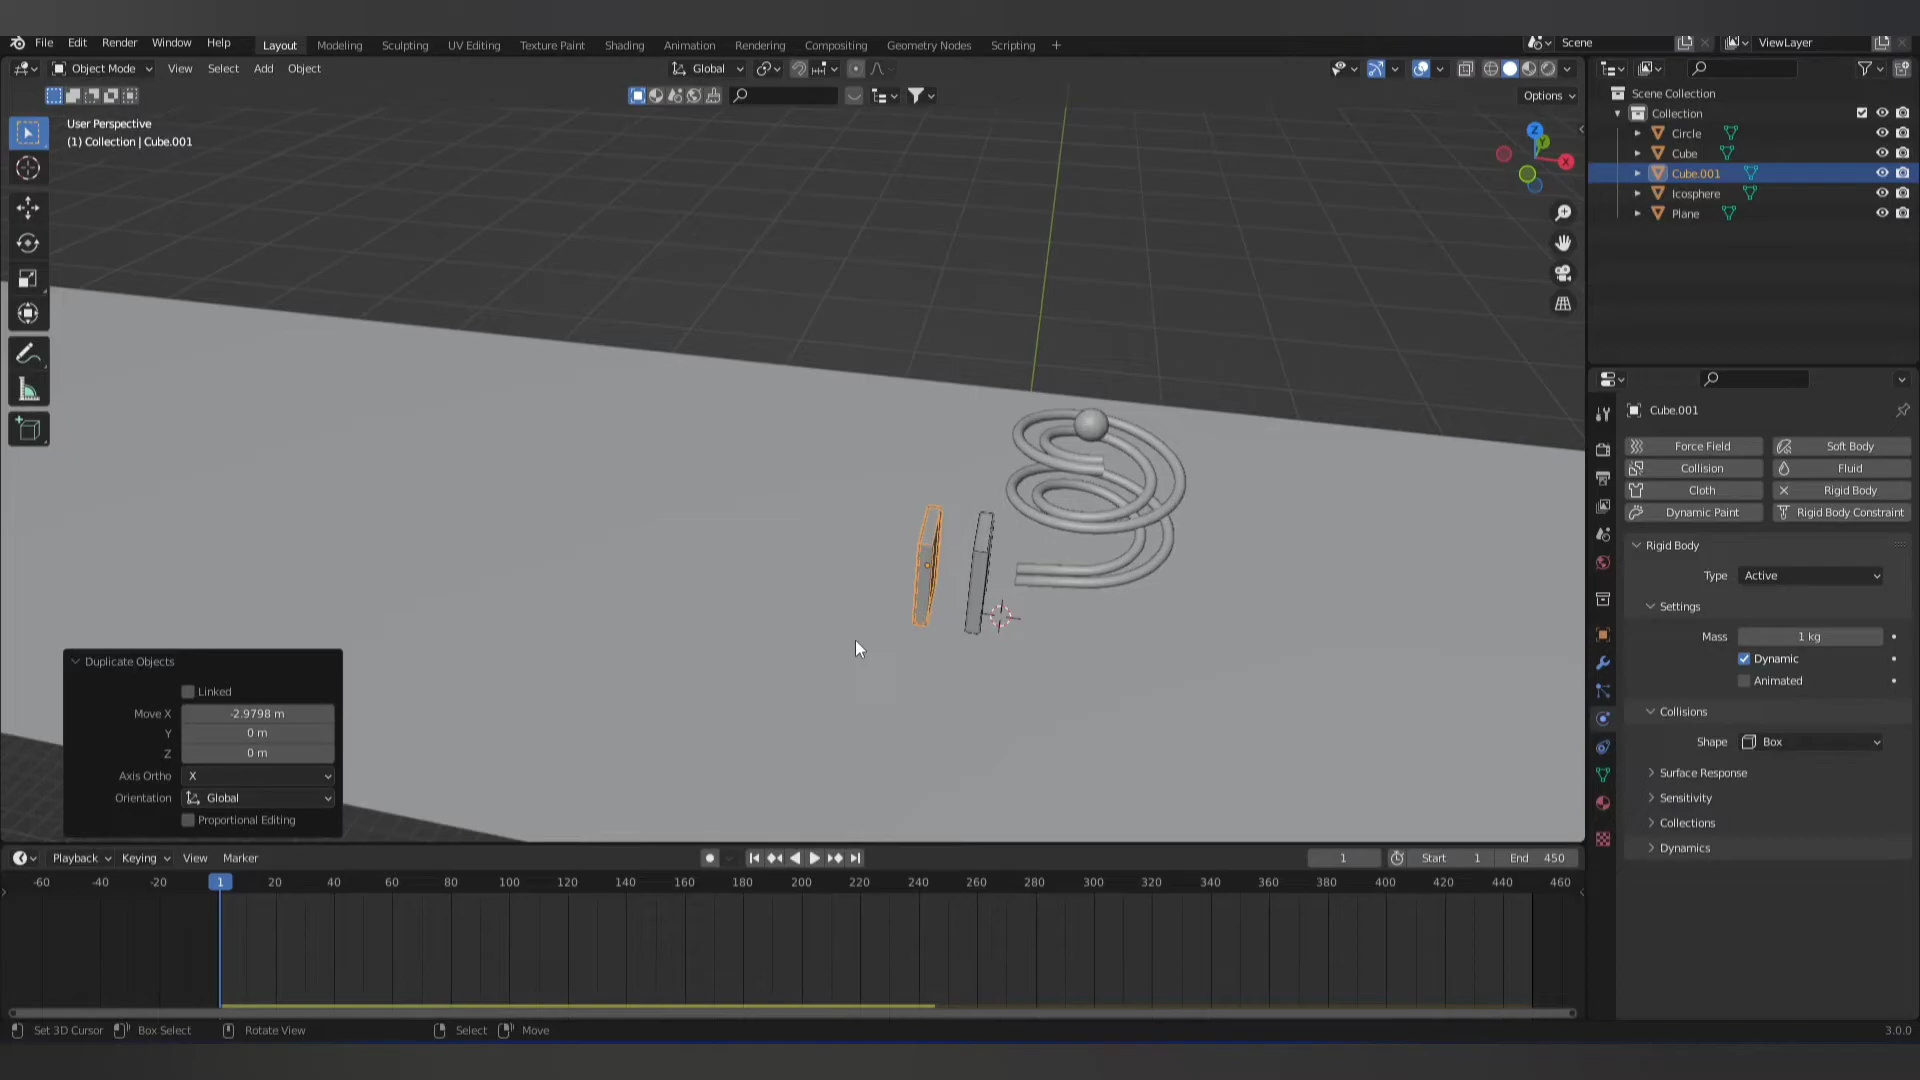 File Edit Render Window Help
Layout Modeling Sculpting UV Editing Texture Paint Shading Animation Rendering Compositing Geometry Nodes Scripting +
Scene
ViewLayer
Object Mode View Select Add Object
Global
Options
User Perspective
(1) Collection | Cube.001
Z
Y
X
Scene Collection
Collection
Circle
Cube
Cube.001
Icosphere
Plane
Cube.001
Force Field Soft Body
Collision Fluid
Cloth Rigid Body
Dynamic Paint Rigid Body Constraint
Rigid Body
Type Active
Settings
Mass 1 kg
Dynamic
Animated
Collisions
Shape Box
Surface Response
Sensitivity
Collections
Dynamics
Duplicate Objects
Linked
Move X -2.9798 m
Y 0 m
Z 0 m
Axis Ortho X
Orientation Global
Proportional Editing
Playback Keying View Marker
1 Start 1 End 450
-60 -40 -20 1 20 40 60 80 100 120 140 160 180 200 220 240 260 280 300 320 340 360 380 400 420 440 460
Set 3D Cursor Box Select Rotate View Select Move
3.0.0